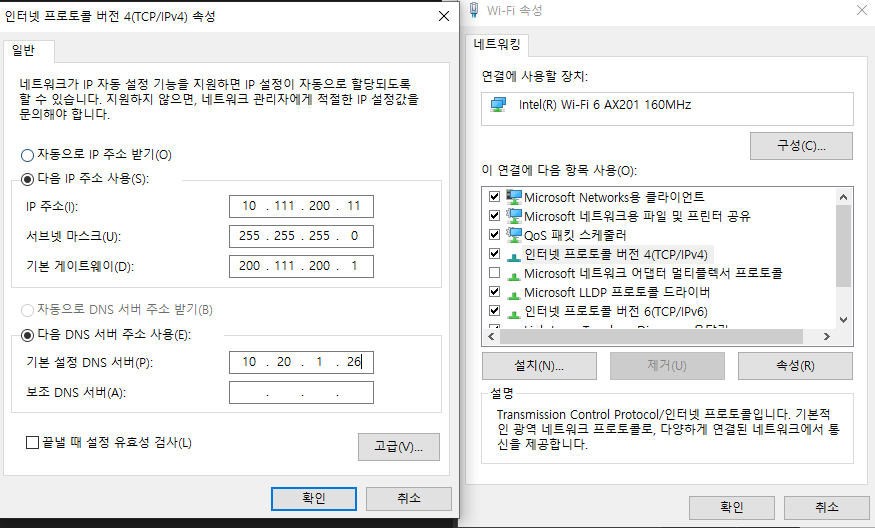 인터넷 프로토콜 버전 4(TCP/IPv4) 속성
일반
네트워크가 IP 자동 설정 기능을 지원하면 IP 설정이 자동으로 할당되도록
할 수 있습니다. 지원하지 않으면, 네트워크 관리자에게 적절한 IP 설정값을
문의해야 합니다.
자동으로 IP 주소 받기(O)
다음 IP 주소 사용(S):
IP 주소(I):
10 . 111 . 200 . 11
서브넷 마스크(U):
255 . 255 . 255 . 0
기본 게이트웨이(D):
200 . 111 . 200 . 1
자동으로 DNS 서버 주소 받기(B)
다음 DNS 서버 주소 사용(E):
기본 설정 DNS 서버(P):
10 . 20 . 1 . 26
보조 DNS 서버(A):
. . .
끝낼 때 설정 유효성 검사(L)
고급(V)...
확인
취소
Wi-Fi 속성
네트워킹
연결에 사용할 장치:
Intel(R) Wi-Fi 6 AX201 160MHz
구성(C)...
이 연결에 다음 항목 사용(O):
Microsoft Networks용 클라이언트
Microsoft 네트워크용 파일 및 프린터 공유
QoS 패킷 스케줄러
인터넷 프로토콜 버전 4(TCP/IPv4)
Microsoft 네트워크 어댑터 멀티플렉서 프로토콜
Microsoft LLDP 프로토콜 드라이버
인터넷 프로토콜 버전 6(TCP/IPv6)
설치(N)...
제거(U)
속성(R)
설명
Transmission Control Protocol/인터넷 프로토콜입니다. 기본적
인 광역 네트워크 프로토콜로, 다양하게 연결된 네트워크에서 통
신을 제공합니다.
확인
취소